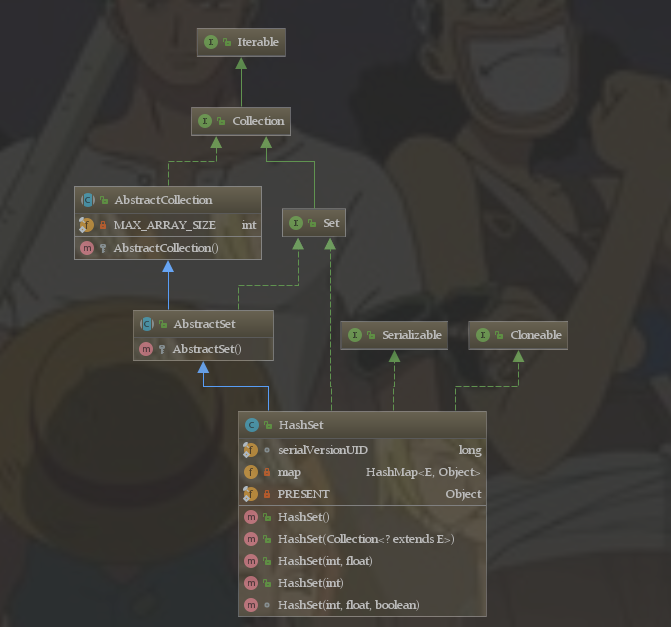 Iterable
Collection
AbstractCollection
MAX_ARRAY_SIZE int
AbstractCollection()
Set
AbstractSet
AbstractSet()
Serializable
Cloneable
HashSet
serialVersionUID long
map HashMap<E, Object>
PRESENT Object
HashSet()
HashSet(Collection<? extends E>)
HashSet(int, float)
HashSet(int)
HashSet(int, float, boolean)